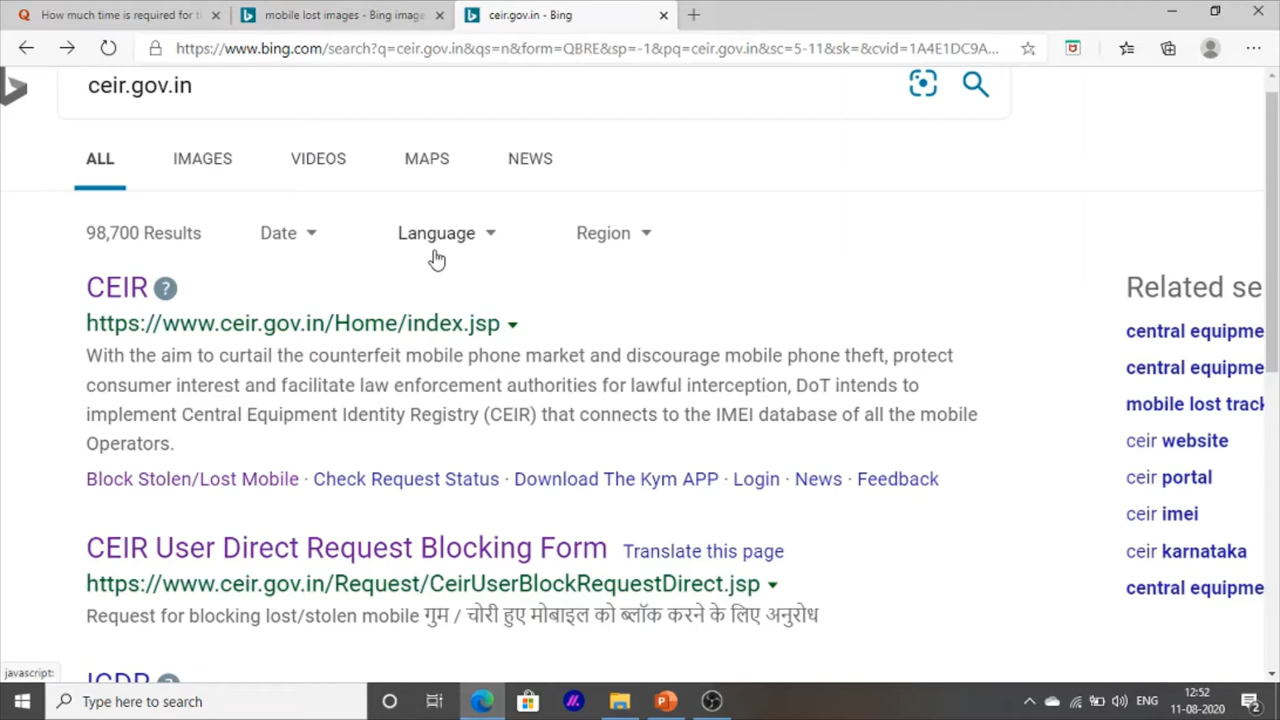 How much time is required for t
mobile lost images - Bing image
ceir.gov.in - Bing
https://www.bing.com/search?q=ceir.gov.in&qs=n&form=QBRE&sp=-1&pq=ceir.gov.in&sc=5-11&sk=&cvid=1A4E1DC9A...
ceir.gov.in
ALL IMAGES VIDEOS MAPS NEWS
98,700 Results Date Language Region
CEIR ?
https://www.ceir.gov.in/Home/index.jsp
With the aim to curtail the counterfeit mobile phone market and discourage mobile phone theft, protect
consumer interest and facilitate law enforcement authorities for lawful interception, DoT intends to
implement Central Equipment Identity Registry (CEIR) that connects to the IMEI database of all the mobile
Operators.
Block Stolen/Lost Mobile · Check Request Status · Download The Kym APP · Login · News · Feedback
CEIR User Direct Request Blocking Form Translate this page
https://www.ceir.gov.in/Request/CeirUserBlockRequestDirect.jsp
Request for blocking lost/stolen mobile गुम / चोरी हुए मोबाइल को ब्लॉक करने के लिए अनुरोध
Related se
central equipme
central equipme
mobile lost track
ceir website
ceir portal
ceir imei
ceir karnataka
central equipme
javascript:
Type here to search
ENG
12:52
11-08-2020
2